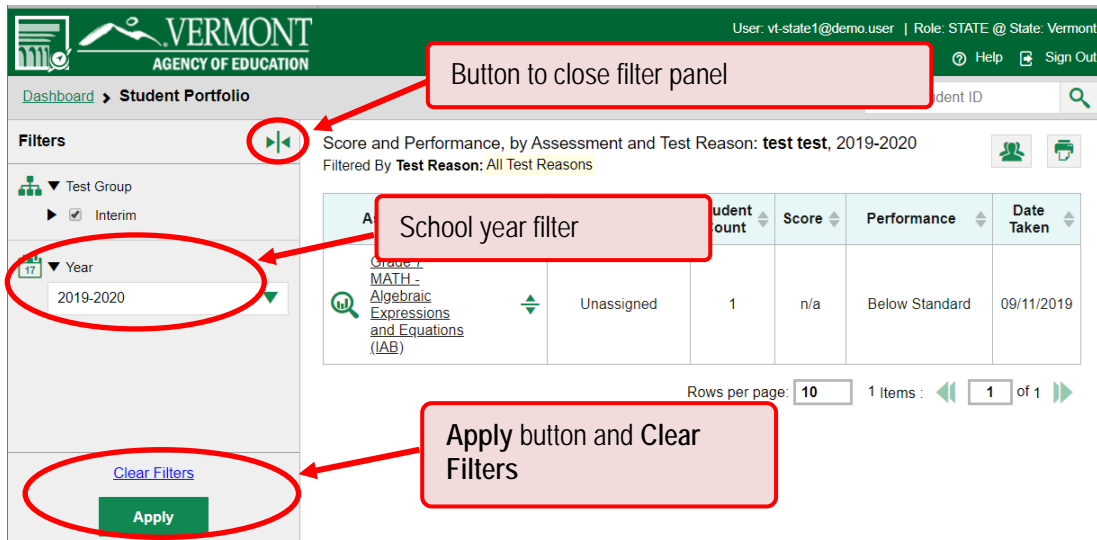 VERMONT
AGENCY OF EDUCATION
User: vt-state1@demo.user | Role: STATE @ State: Vermont
Help Sign Out
Button to close filter panel
Dashboard > Student Portfolio
ID
Filters
Score and Performance, by Assessment and Test Reason: test test, 2019-2020
Filtered By Test Reason: All Test Reasons
Test Group
Interim
School year filter
Score
Performance
Date
Taken
17
Year
2019-2020
Grade 7
MATH -
Algebraic
Expressions
and Equations
(IAB)
Unassigned
1
n/a
Below Standard
09/11/2019
Rows per page: 10
1 Items :
1 of 1
Apply button and Clear
Filters
Clear Filters
Apply